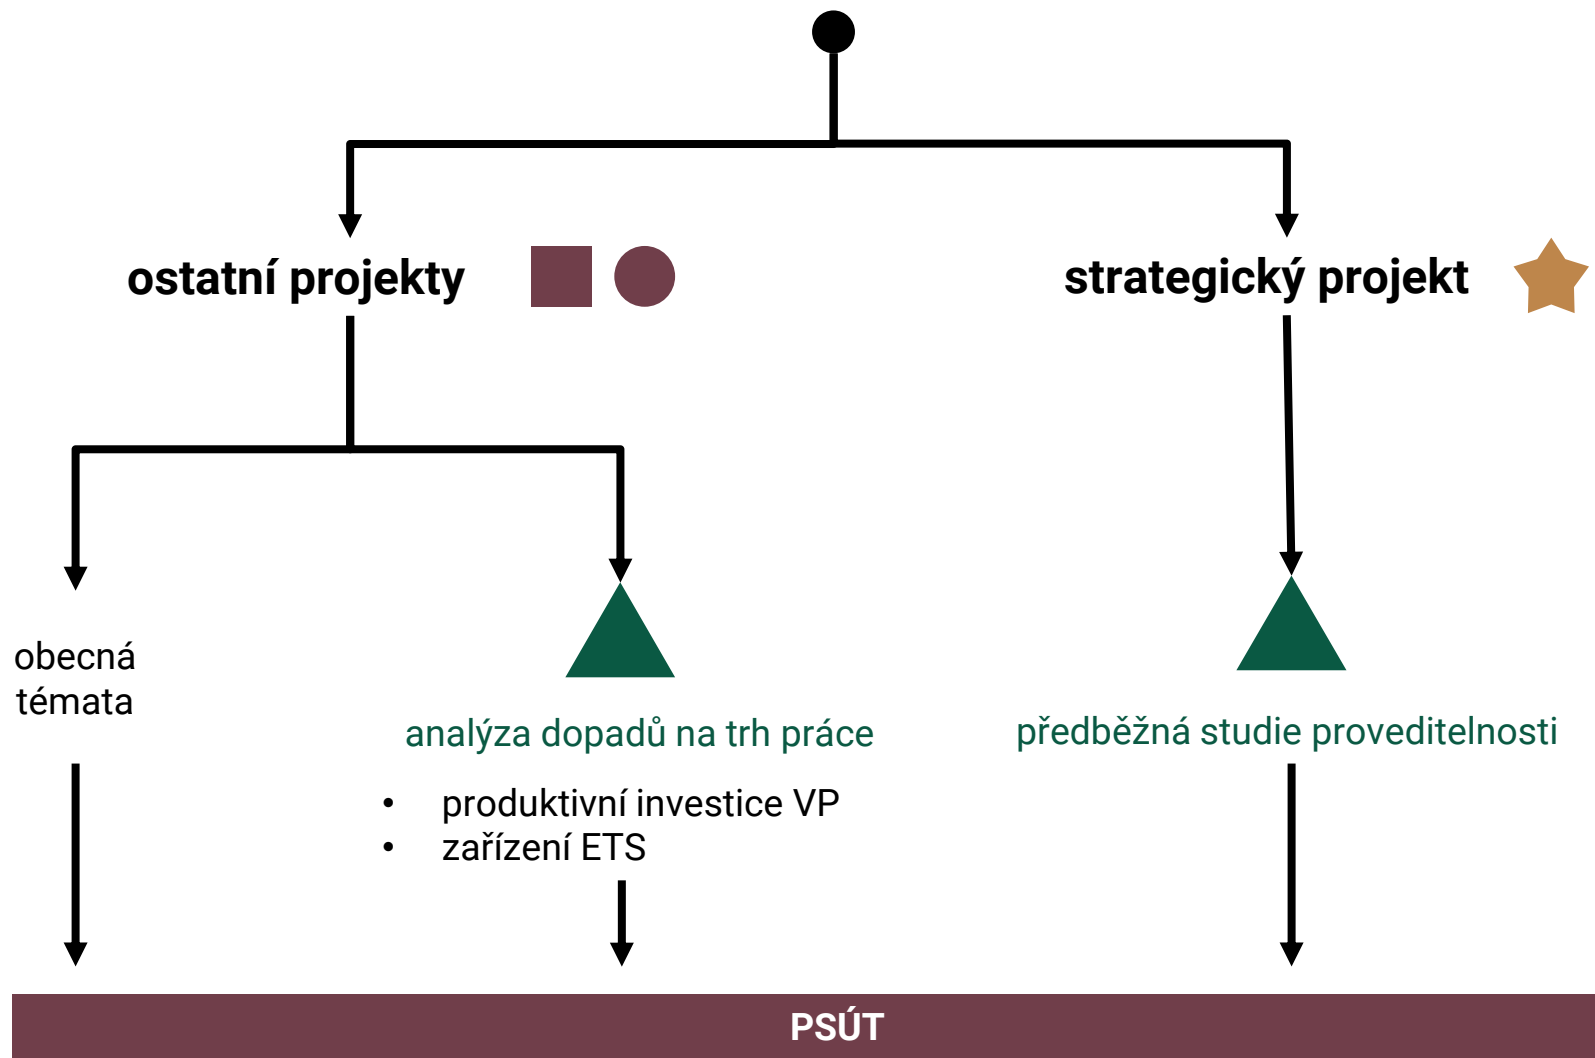 ostatní projekty
strategický projekt
obecná
témata
analýza dopadů na trh práce
• produktivní investice VP
• zařízení ETS
předběžná studie proveditelnosti
PSÚT